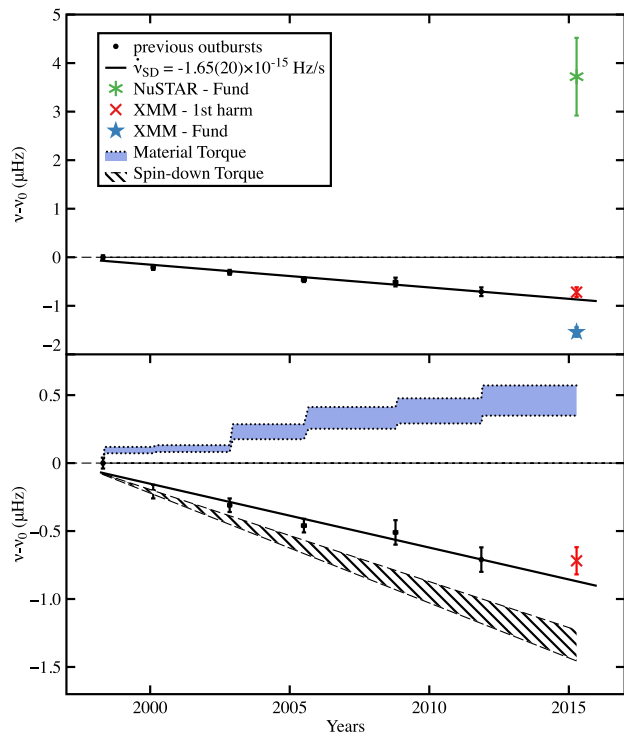 5
4
3
2
1
0
−1
−2
ν-ν₀ (μHz)
previous outbursts
ν̇SD = -1.65(20)×10⁻¹⁵ Hz/s
NuSTAR - Fund
XMM - 1st harm
XMM - Fund
Material Torque
Spin-down Torque
0.5
0
−0.5
−1.0
−1.5
ν-ν₀ (μHz)
2000
2005
2010
2015
Years